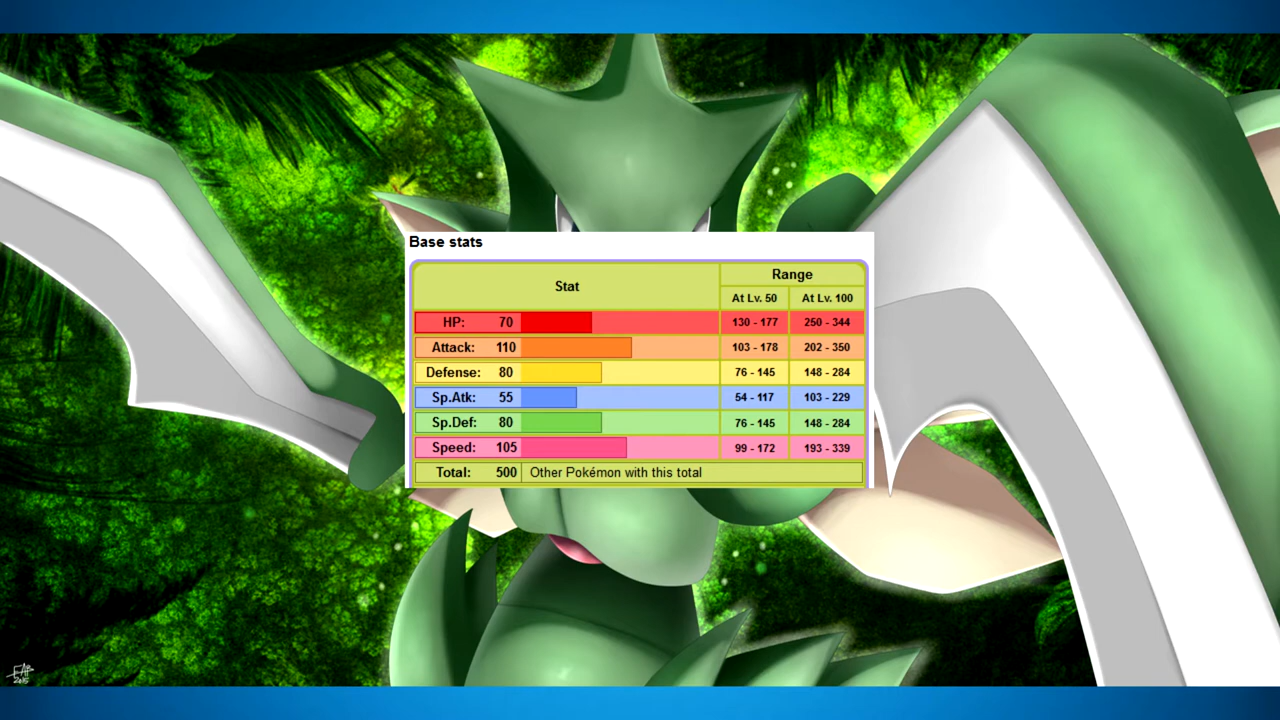 Base stats
Stat Range
At Lv. 50 At Lv. 100
HP: 70 130 - 177 250 - 344
Attack: 110 103 - 178 202 - 350
Defense: 80 76 - 145 148 - 284
Sp.Atk: 55 54 - 117 103 - 229
Sp.Def: 80 76 - 145 148 - 284
Speed: 105 99 - 172 193 - 339
Total: 500 Other Pokémon with this total